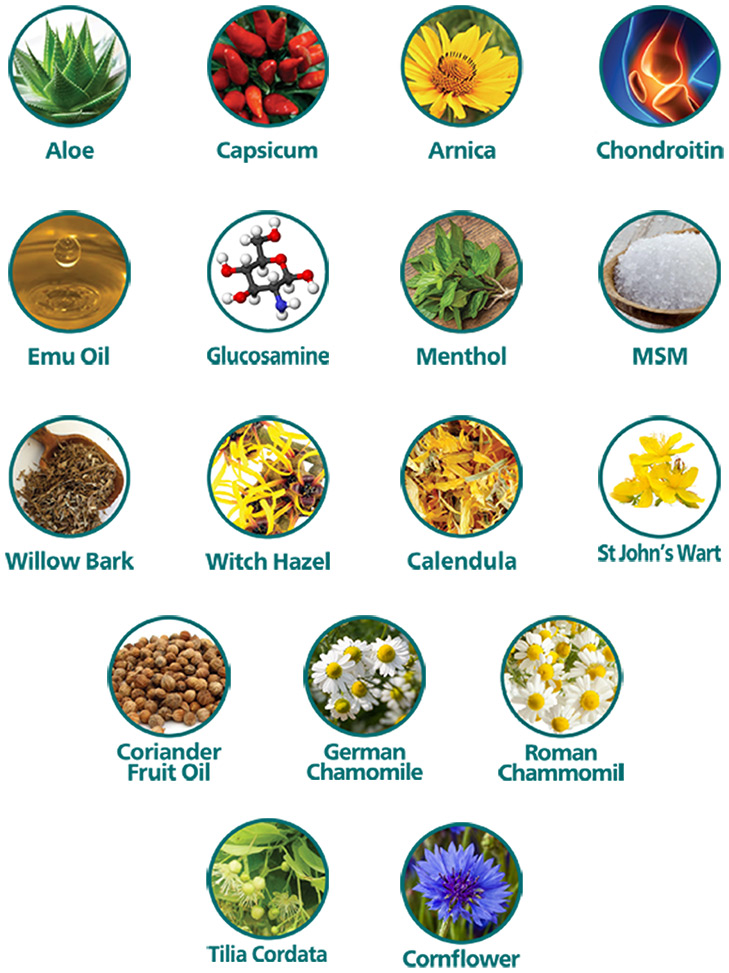 Aloe
Capsicum
Arnica
Chondroitin
Emu Oil
Glucosamine
Menthol
MSM
Willow Bark
Witch Hazel
Calendula
St John's Wart
Coriander
Fruit Oil
German
Chamomile
Roman
Chammomil
Tilia Cordata
Cornflower